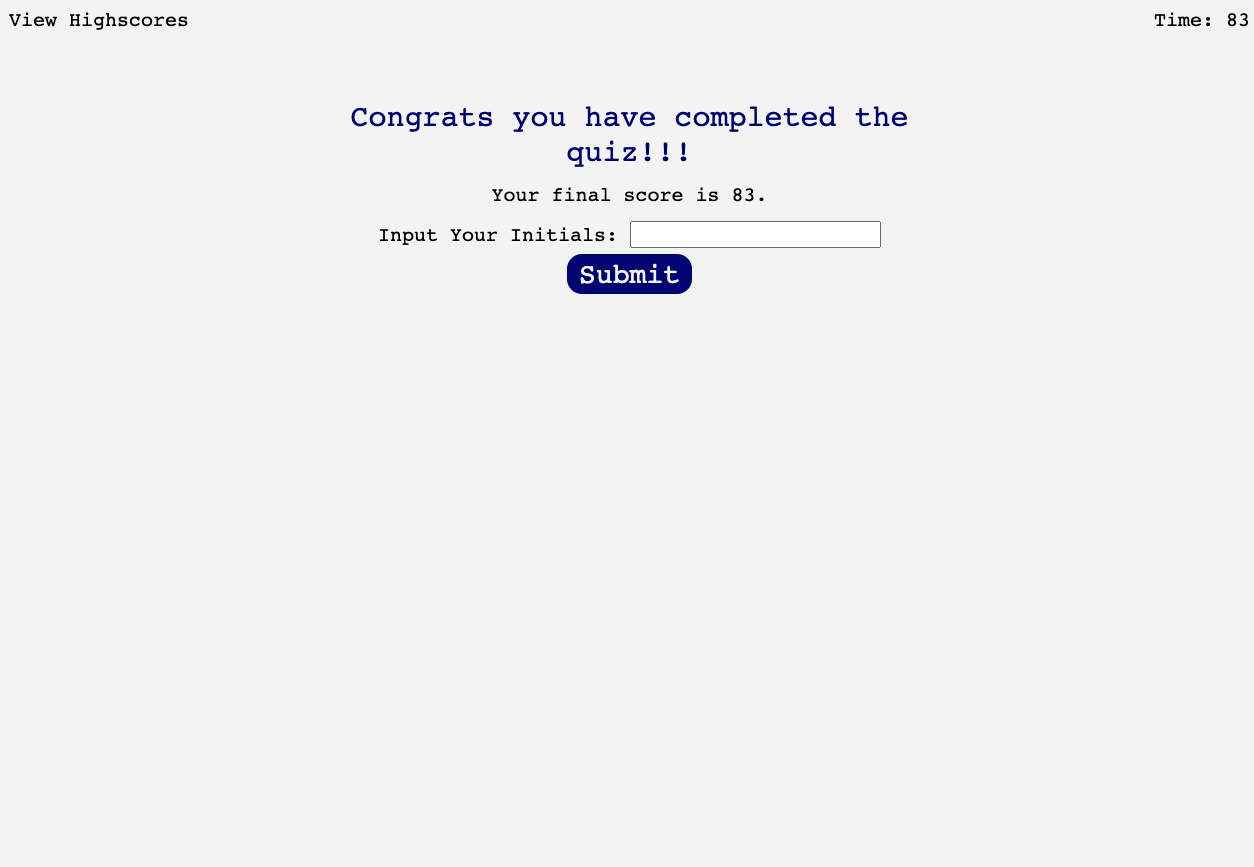 View Highscores
Time: 83
Congrats you have completed the
quiz!!!
Your final score is 83.
Input Your Initials:
Submit